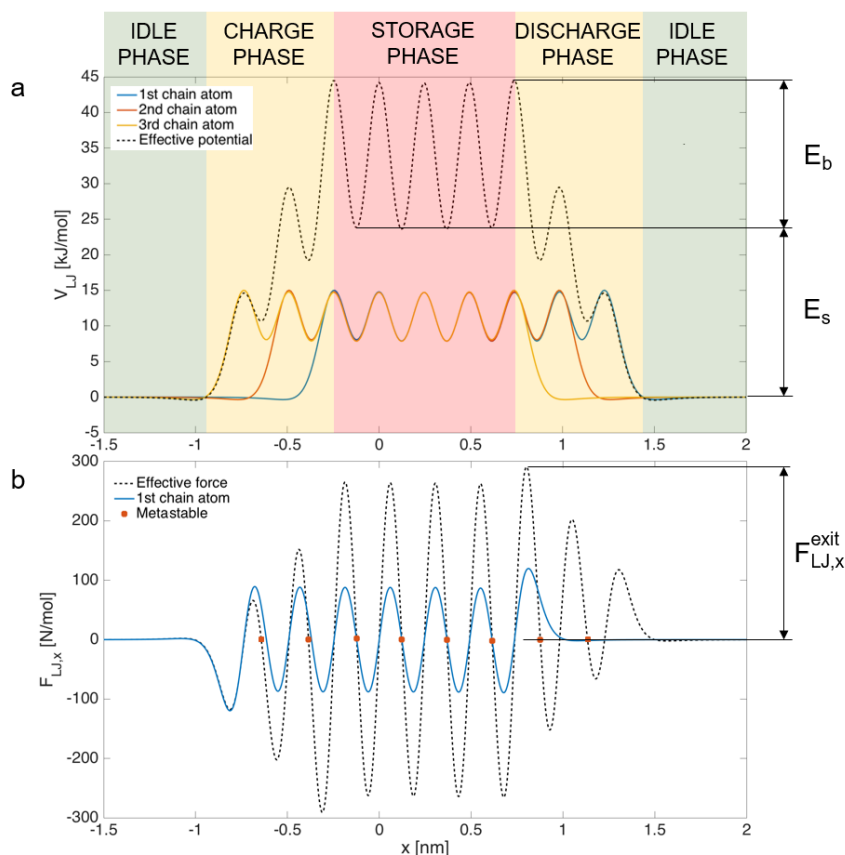 IDLE PHASE
CHARGE PHASE
STORAGE PHASE
DISCHARGE PHASE
IDLE PHASE
a
45
40
35
30
25
20
15
10
5
0
-5
V_LJ [kJ/mol]
1st chain atom
2nd chain atom
3rd chain atom
Effective potential
E_b
E_s
-1.5 -1 -0.5 0 0.5 1 1.5 2
b
300
200
100
0
-100
-200
-300
F_LJ,x [N/mol]
Effective force
1st chain atom
Metastable
F_LJ,x^exit
-1.5 -1 -0.5 0 0.5 1 1.5 2
x [nm]